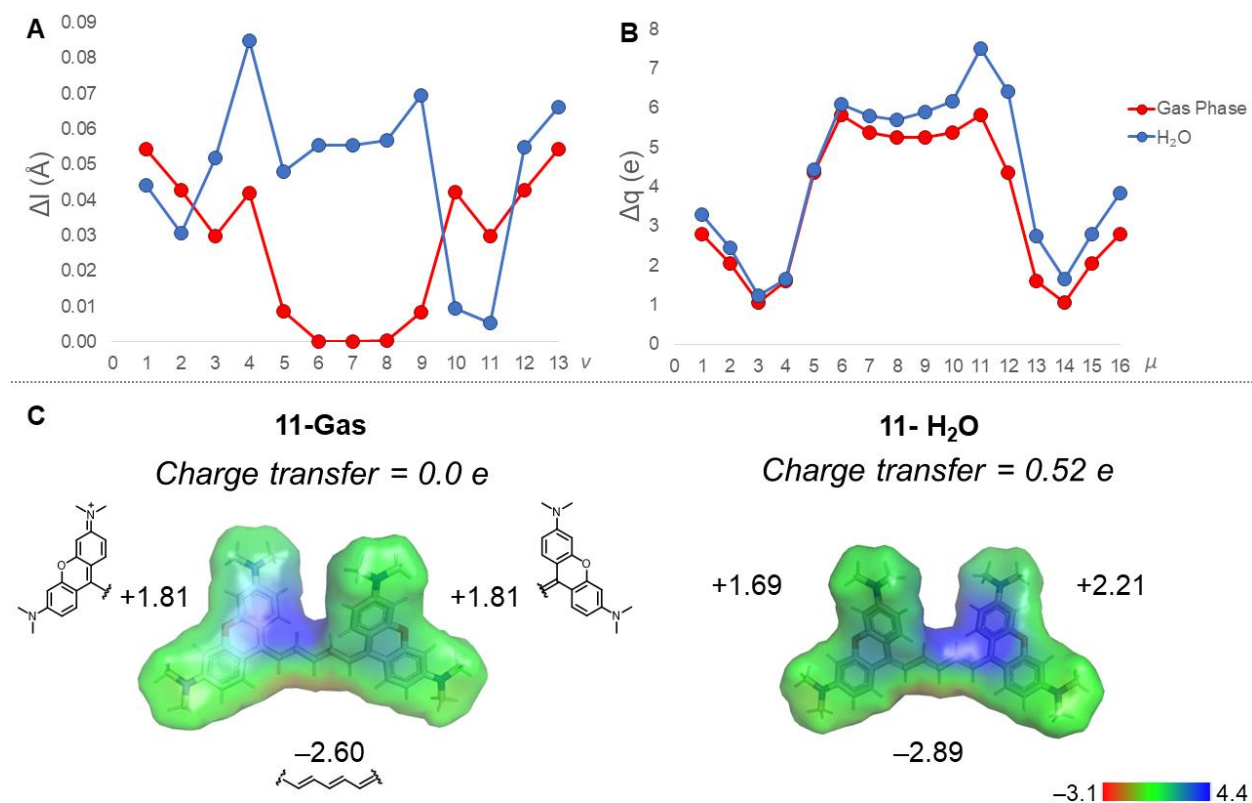 A
Δl (Å)
0.09
0.08
0.07
0.06
0.05
0.04
0.03
0.02
0.01
0.00
0 1 2 3 4 5 6 7 8 9 10 11 12 13 ν
B
Δq (e)
8
7
6
5
4
3
2
1
0
0 1 2 3 4 5 6 7 8 9 10 11 12 13 14 15 16 μ
Gas Phase
H₂O
C
11-Gas
Charge transfer = 0.0 e
N⁺
O
N
+1.81
+1.81
N
O
N
–2.60
11- H₂O
Charge transfer = 0.52 e
+1.69
+2.21
–2.89
–3.1 4.4